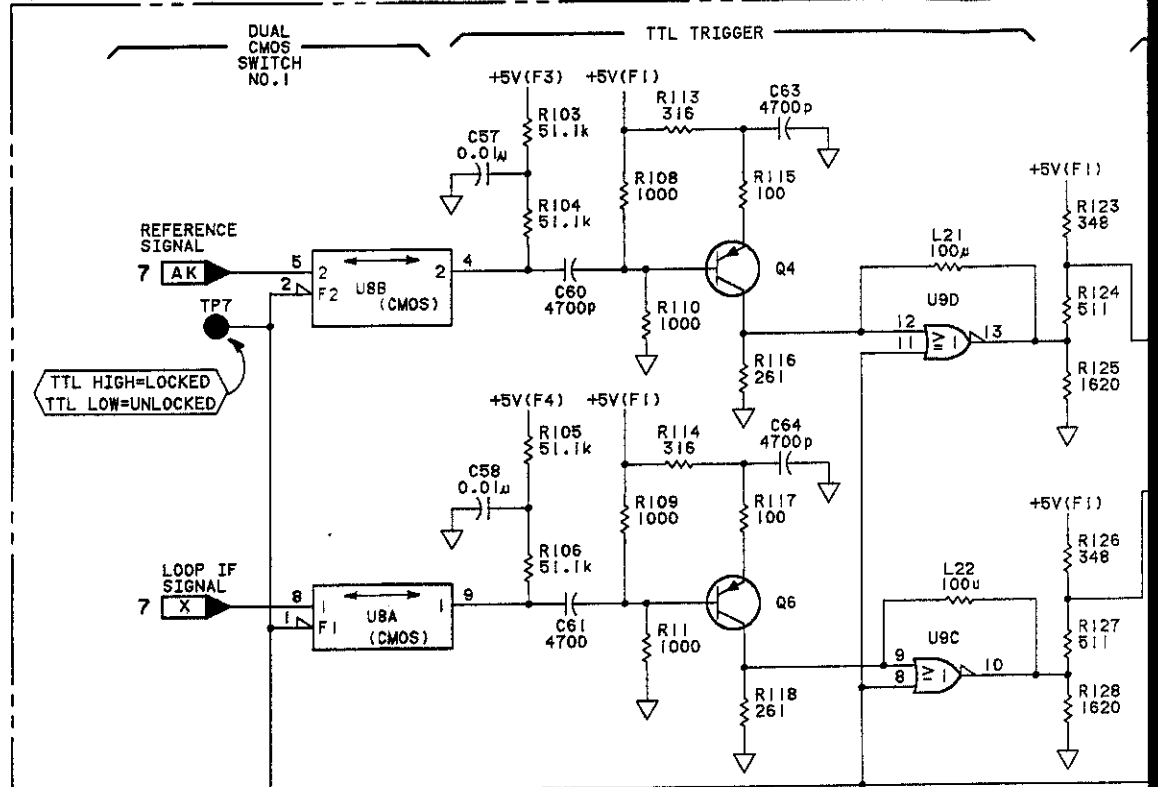 DUAL
CMOS
SWITCH
NO.1
TTL TRIGGER
+5V(F3)
+5V(F1)
R103
51.1k
C57
0.01µ
R104
51.1k
R108
1000
R113
316
C63
4700p
R115
100
REFERENCE
SIGNAL
7 AK
5
2
2
F2
U8B
(CMOS)
2
4
C60
4700p
R110
1000
Q4
R116
261
TP7
TTL HIGH=LOCKED
TTL LOW=UNLOCKED
L21
100µ
U9D
12
11
≥1
13
+5V(F1)
R123
348
R124
511
R125
1620
+5V(F4)
+5V(F1)
R105
51.1k
C58
0.01µ
R106
51.1k
R109
1000
R114
316
C64
4700p
R117
100
LOOP IF
SIGNAL
7 X
8
1
1
F1
U8A
(CMOS)
1
9
C61
4700
R11
1000
Q6
R118
261
L22
100u
U9C
9
8
≥1
10
+5V(F1)
R126
348
R127
511
R128
1620